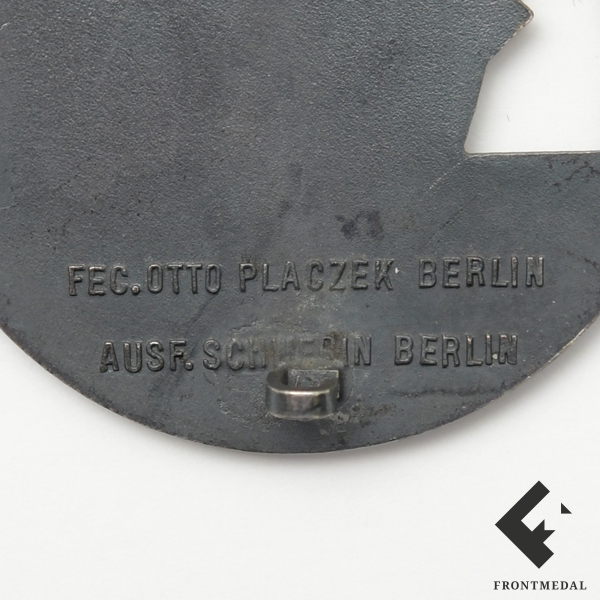 FEC. OTTO PLACZEK BERLIN
AUSF. SCHWERIN BERLIN
FRONTMEDAL